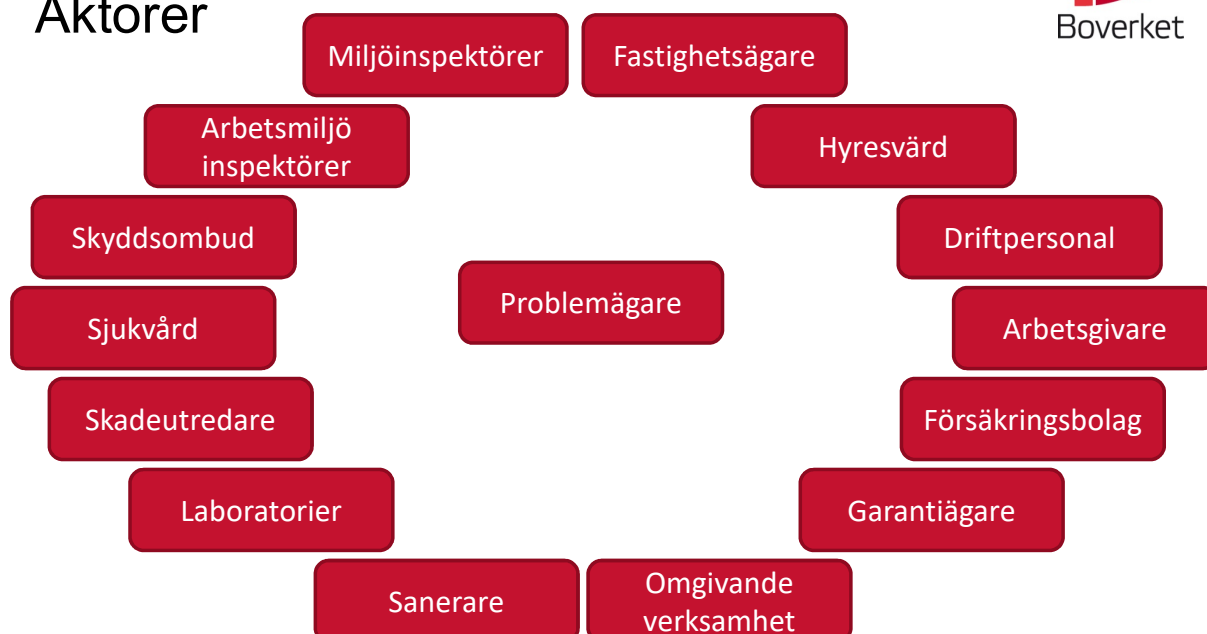 Aktörer
Boverket
Miljöinspektörer
Fastighetsägare
Arbetsmiljö
inspektörer
Hyresvärd
Skyddsombud
Driftpersonal
Problemägare
Sjukvård
Arbetsgivare
Skadeutredare
Försäkringsbolag
Laboratorier
Garantiägare
Sanerare
Omgivande
verksamhet